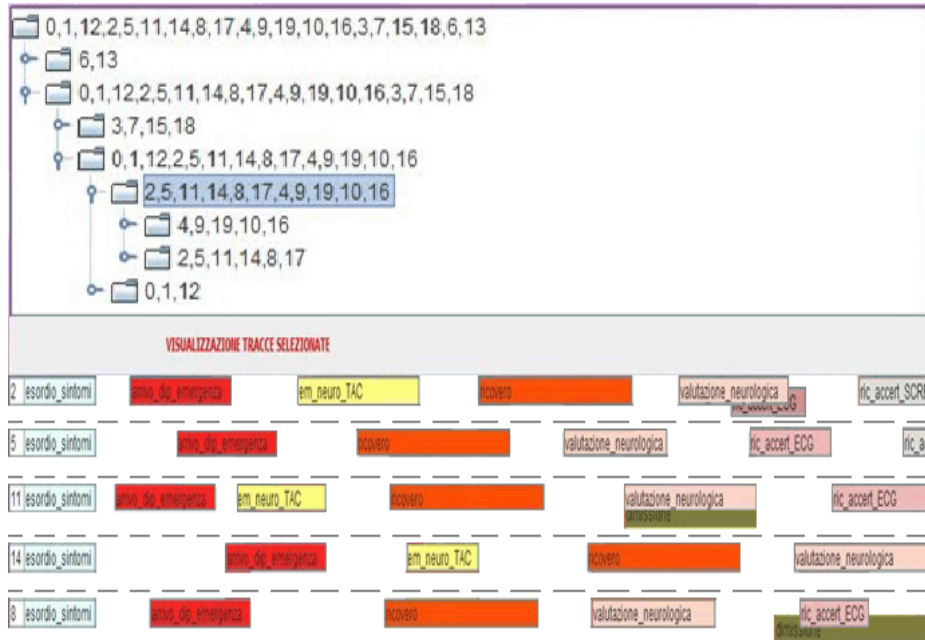 0,1,12,2,5,11,14,8,17,4,9,19,10,16,3,7,15,18,6,13
6,13
0,1,12,2,5,11,14,8,17,4,9,19,10,16,3,7,15,18
3,7,15,18
0,1,12,2,5,11,14,8,17,4,9,19,10,16
2,5,11,14,8,17,4,9,19,10,16
4,9,19,10,16
2,5,11,14,8,17
0,1,12
VISUALIZZAZIONE TRACCE SELEZIONATE
2 esordio_sintomi arrivo_dip_emergenza em_neuro_TAC ricovero valutazione_neurologica ric_accert_SCRE
ric_accert_ECG
5 esordio_sintomi arrivo_dip_emergenza ricovero valutazione_neurologica ric_accert_ECG ric_a
11 esordio_sintomi arrivo_dip_emergenza em_neuro_TAC ricovero valutazione_neurologica ric_accert_ECG
dimissione
14 esordio_sintomi arrivo_dip_emergenza em_neuro_TAC ricovero valutazione_neurologica
8 esordio_sintomi arrivo_dip_emergenza ricovero valutazione_neurologica ric_accert_ECG
dimissione